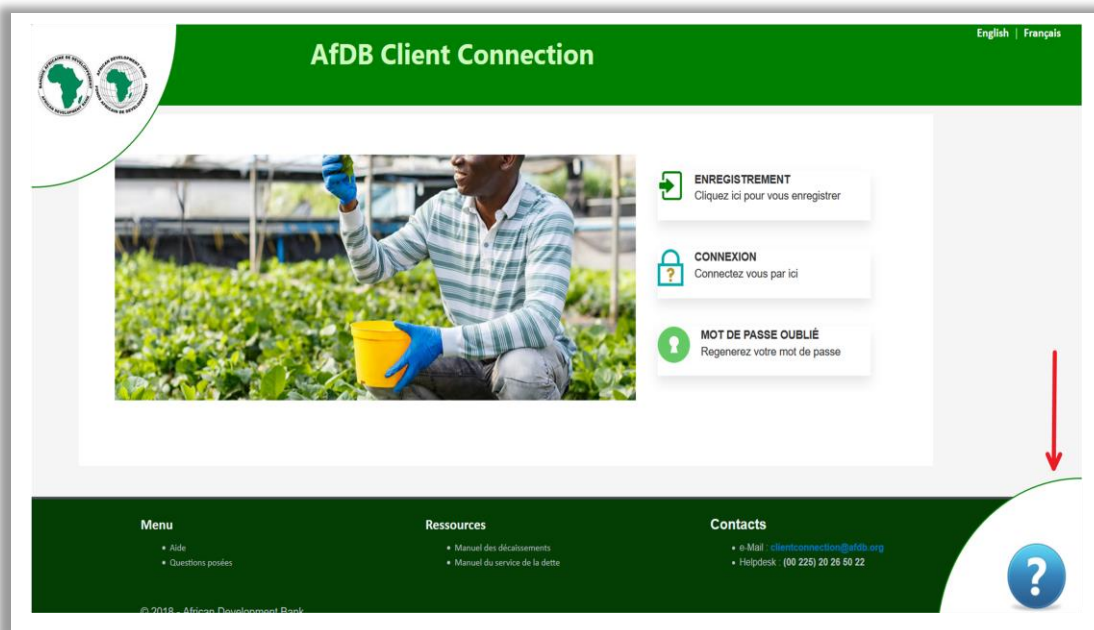 English | Français
AfDB Client Connection
ENREGISTREMENT
Cliquez ici pour vous enregistrer
CONNEXION
Connectez vous par ici
MOT DE PASSE OUBLIÉ
Regenerez votre mot de passe
Menu
• Aide
• Questions posées
Ressources
• Manuel des décaissements
• Manuel du service de la dette
Contacts
• e-Mail : clientconnection@afdb.org
• Helpdesk : (00 225) 20 26 50 22
© 2018 - African Development Bank
?